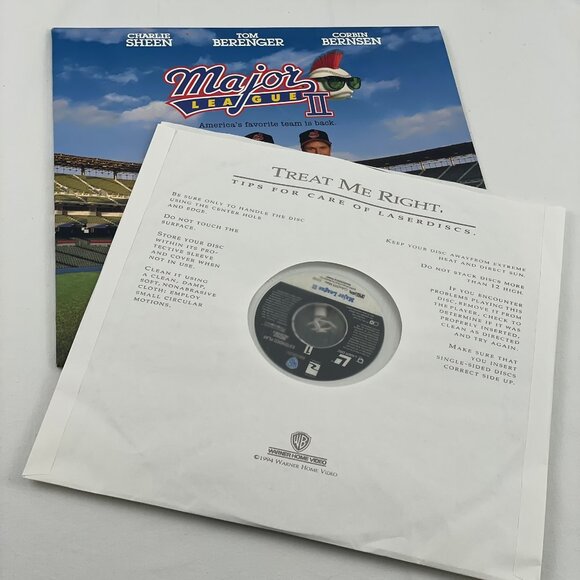 CHARLIE
SHEEN
TOM
BERENGER
CORBIN
BERNSEN
Major
LEAGUE II
America's favorite team is back.
TREAT ME RIGHT.
TIPS FOR CARE OF LASERDISCS.
BE SURE ONLY TO HANDLE THE DISC
USING THE CENTER HOLE
AND EDGE.
DO NOT TOUCH THE
SURFACE.
STORE YOUR DISC
WITHIN ITS PRO-
TECTIVE SLEEVE
AND COVER WHEN
NOT IN USE.
CLEAN IT USING
A CLEAN, DAMP,
SOFT, NONABRASIVE
CLOTH; EMPLOY
SMALL CIRCULAR
MOTIONS.
KEEP YOUR DISC AWAYFROM EXTREME
HEAT AND DIRECT SUN.
DO NOT STACK DISCS MORE
THAN 12 HIGH.
IF YOU ENCOUNTER
PROBLEMS PLAYING THIS
DISC, REMOVE IT FROM
THE PLAYER, CHECK TO
DETERMINE IF IT WAS
PROPERLY INSERTED,
CLEAN AS DIRECTED
AND TRY AGAIN.
MAKE SURE THAT
YOU INSERT
SINGLE-SIDED DISCS
CORRECT SIDE UP.
Major League II
EXTENDED PLAY
WB
WARNER HOME VIDEO
©1994 WARNER HOME VIDEO